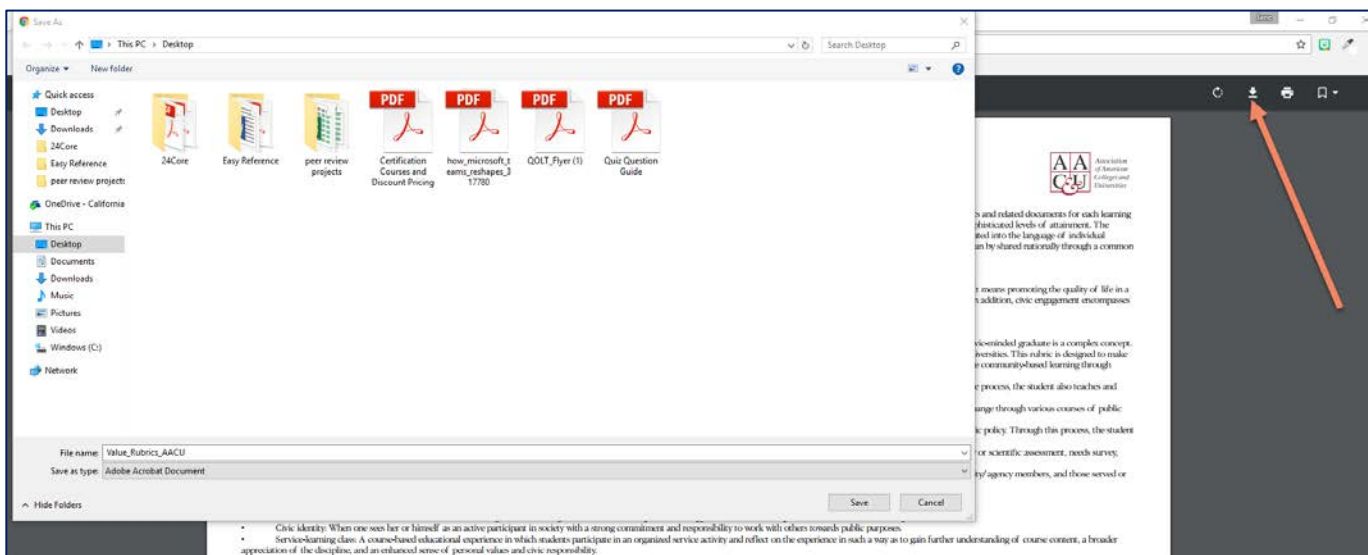 Save As
This PC > Desktop
Search Desktop
Organize
New folder
Quick access
Desktop
Downloads
24Core
Easy Reference
peer review projects
OneDrive - California
This PC
Desktop
Documents
Downloads
Music
Pictures
Videos
Windows (C:)
Network
24Core
Easy Reference
peer review
projects
PDF
Certification
Courses and
Discount Pricing
PDF
how_microsoft_t
eams_reshapes_3
17780
PDF
QOLT_Flyer (1)
PDF
Quiz Question
Guide
File name: Value_Rubrics_AACU
Save as type: Adobe Acrobat Document
Hide Folders
Save
Cancel
AA
C&U
Association
of American
Colleges and
Universities
s and related documents for each learning
phisticated levels of attainment. The
ated into the language of individual
an by shared nationally through a common
t means promoting the quality of life in a
n addition, civic engagement encompasses
vic-minded graduate is a complex concept.
iversities. This rubric is designed to make
e community-based learning through
e process, the student also teaches and
ange through various courses of public
ic policy. Through this process, the student
or scientific assessment, needs survey,
ity/agency members, and those served or
• Civic identity: When one sees her or himself as an active participant in society with a strong commitment and responsibility to work with others towards public purposes.
• Service-learning class: A course-based educational experience in which students participate in an organized service activity and reflect on the experience in such a way as to gain further understanding of course content, a broader
appreciation of the discipline, and an enhanced sense of personal values and civic responsibility.